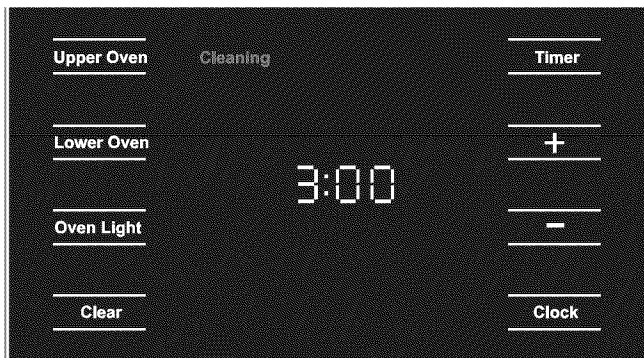 Upper Oven
Cleaning
Timer
Lower Oven
+
3:00
Oven Light
-
Clear
Clock